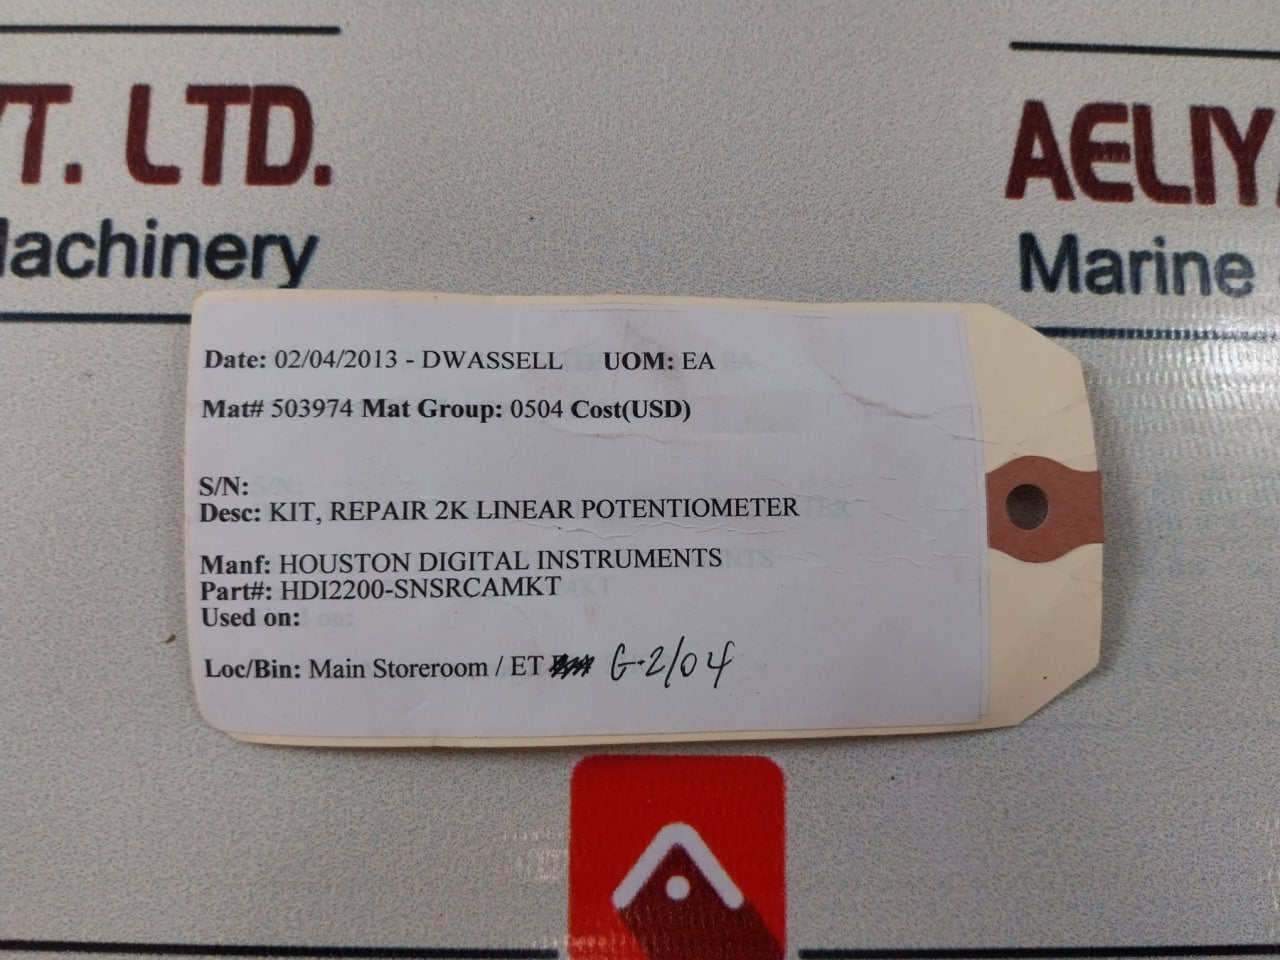 T. LTD.
achinery
AELIY
Marine
Date: 02/04/2013 - DWASSELL UOM: EA
Mat# 503974 Mat Group: 0504 Cost(USD)
S/N:
Desc: KIT, REPAIR 2K LINEAR POTENTIOMETER
Manf: HOUSTON DIGITAL INSTRUMENTS
Part#: HDI2200-SNSRCAMKT
Used on:
Loc/Bin: Main Storeroom / ET G-2/04